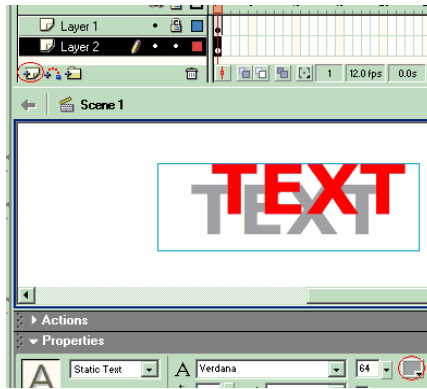 Layer 1
Layer 2
1 12.0 fps 0.0s
Scene 1
TEXT
TEXT
Actions
Properties
A Static Text A Verdana 64